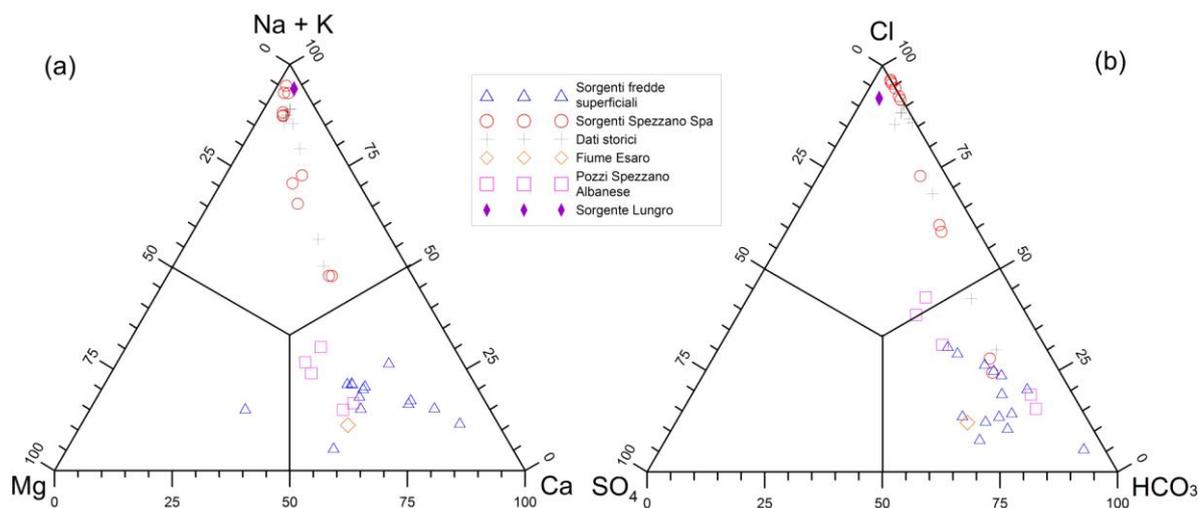 Na + K
Cl
(a)
(b)
0
100
0
100
Sorgenti fredde
superficiali
Sorgenti Spezzano Spa
Dati storici
Fiume Esaro
Pozzi Spezzano
Albanese
Sorgente Lungro
25
75
25
75
50
50
50
50
75
25
75
25
100
0
100
0
Mg
Ca
SO4
HCO3
0
25
50
75
100
0
25
50
75
100